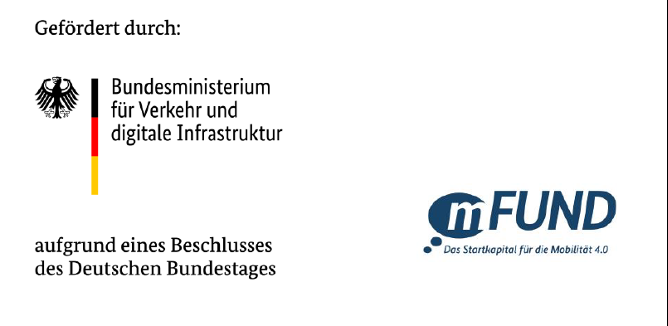 Gefördert durch:
Bundesministerium
für Verkehr und
digitale Infrastruktur
mFUND
Das Startkapital für die Mobilität 4.0
aufgrund eines Beschlusses
des Deutschen Bundestages